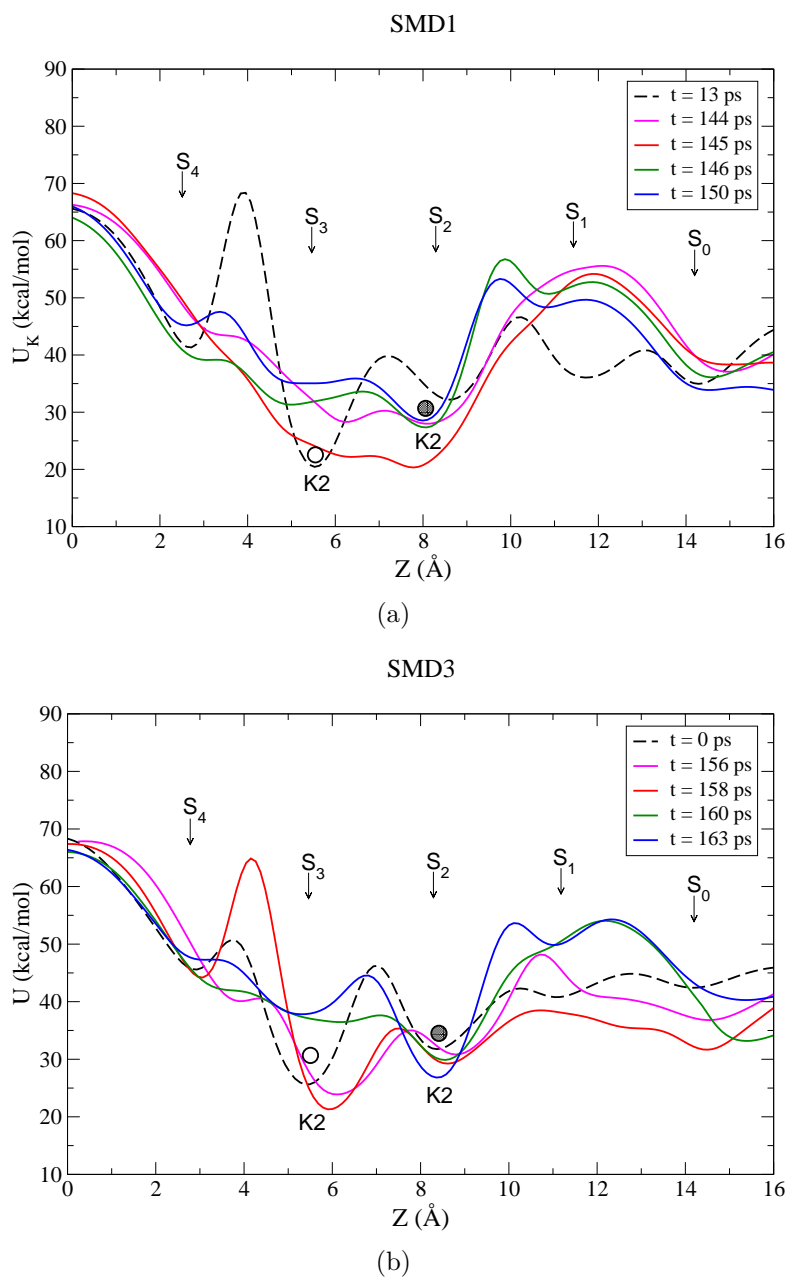 SMD1
90
80
70
60
50
40
30
20
10
U_K (kcal/mol)
0 2 4 6 8 10 12 14 16
Z (Å)
t = 13 ps
t = 144 ps
t = 145 ps
t = 146 ps
t = 150 ps
S_4
S_3
S_2
S_1
S_0
K2
K2
(a)
SMD3
90
80
70
60
50
40
30
20
10
U (kcal/mol)
0 2 4 6 8 10 12 14 16
Z (Å)
t = 0 ps
t = 156 ps
t = 158 ps
t = 160 ps
t = 163 ps
S_4
S_3
S_2
S_1
S_0
K2
K2
(b)